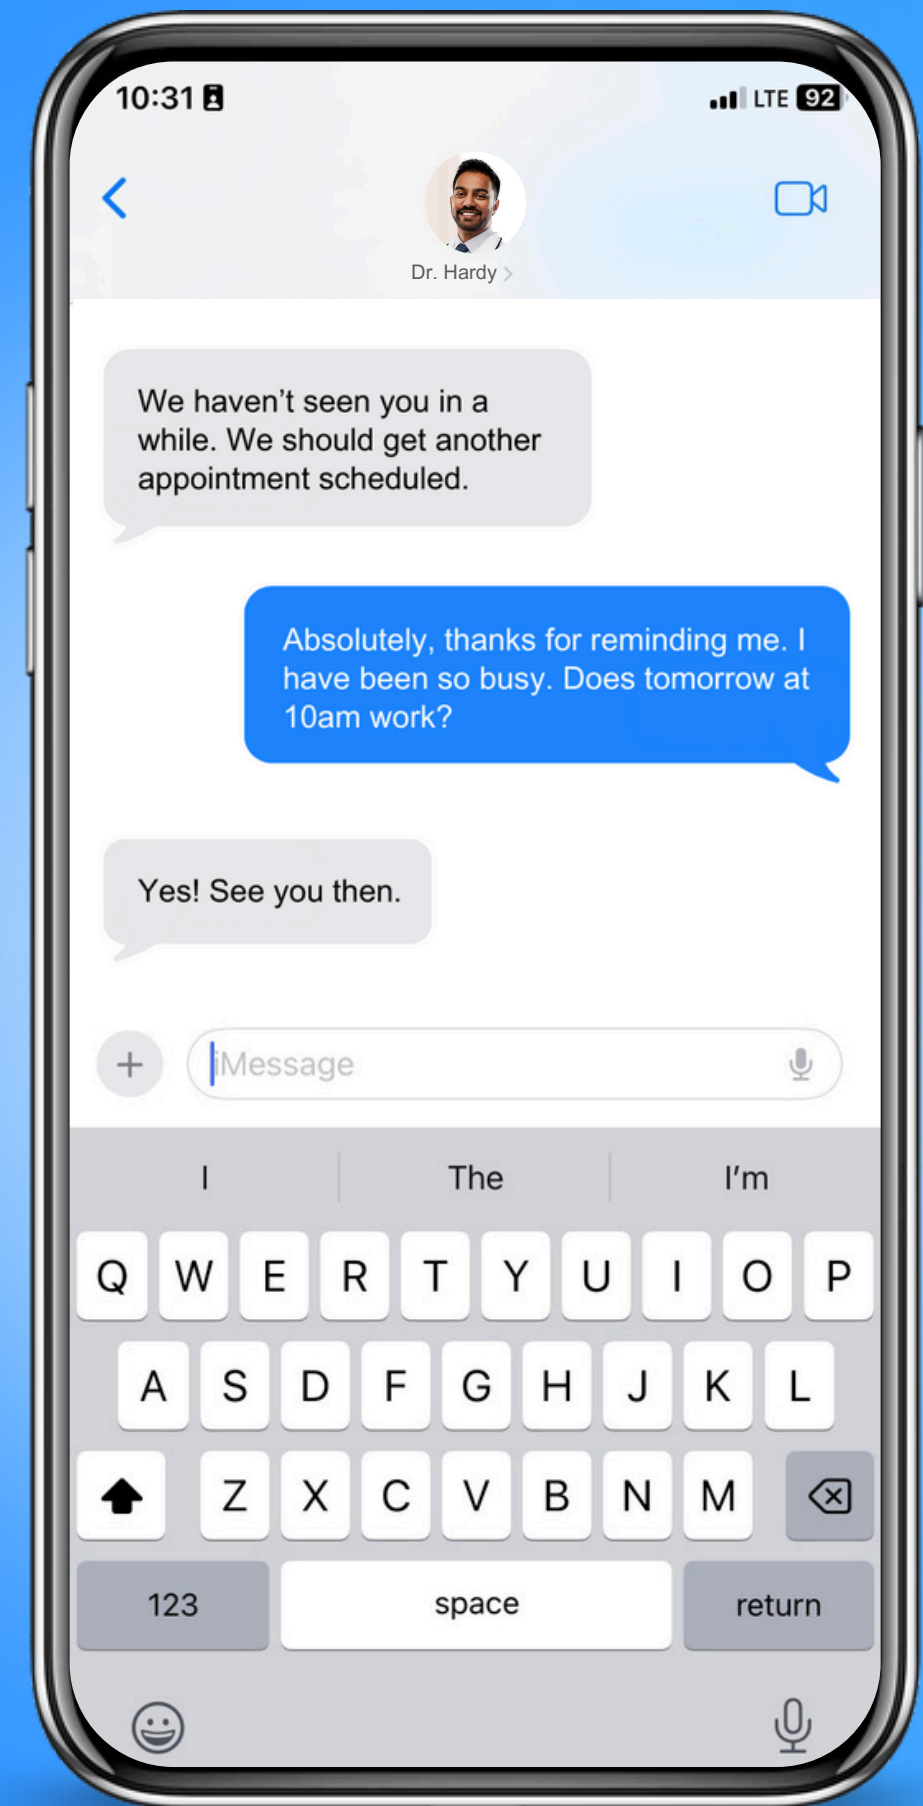 10:31
LTE 92
Dr. Hardy
We haven’t seen you in a
while. We should get another
appointment scheduled.
Absolutely, thanks for reminding me. I
have been so busy. Does tomorrow at
10am work?
Yes! See you then.
iMessage
I The I’m
Q W E R T Y U I O P
A S D F G H J K L
Z X C V B N M
123 space return